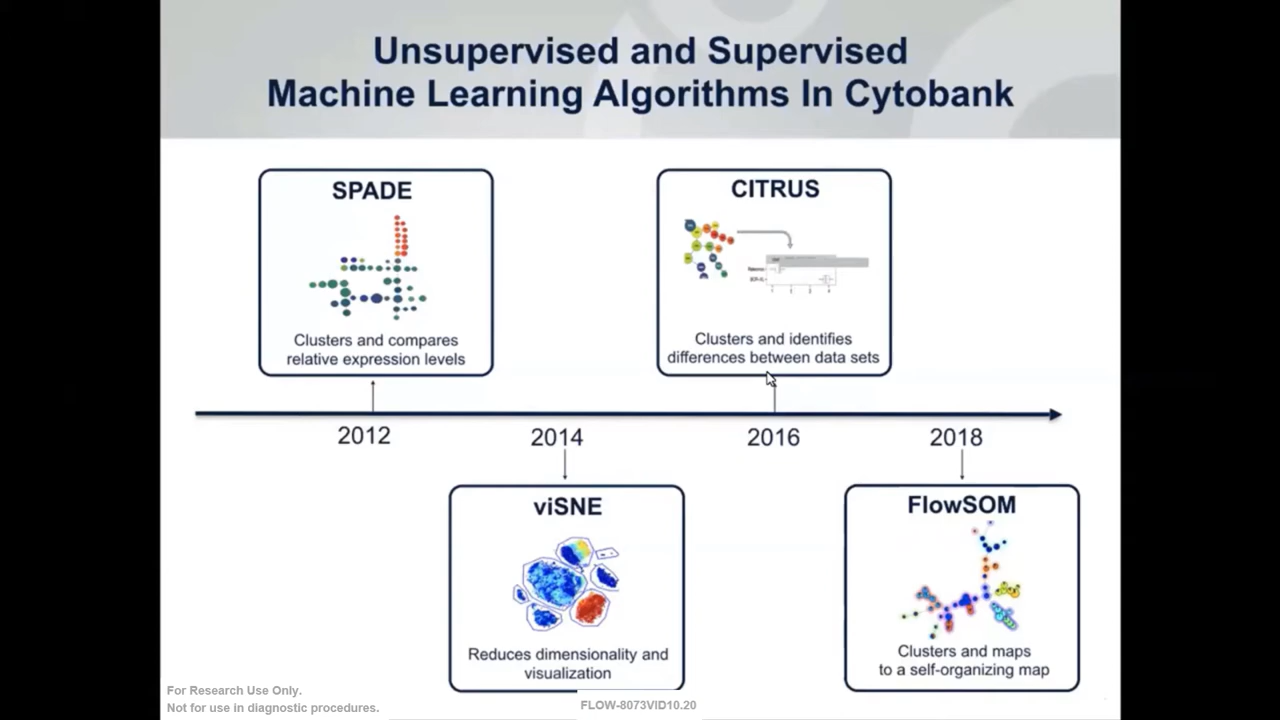 Unsupervised and Supervised
Machine Learning Algorithms In Cytobank
SPADE
Clusters and compares
relative expression levels
CITRUS
Clusters and identifies
differences between data sets
2012
2014
2016
2018
viSNE
Reduces dimensionality and
visualization
FlowSOM
Clusters and maps
to a self-organizing map
For Research Use Only.
Not for use in diagnostic procedures.
FLOW-8073VID10.20